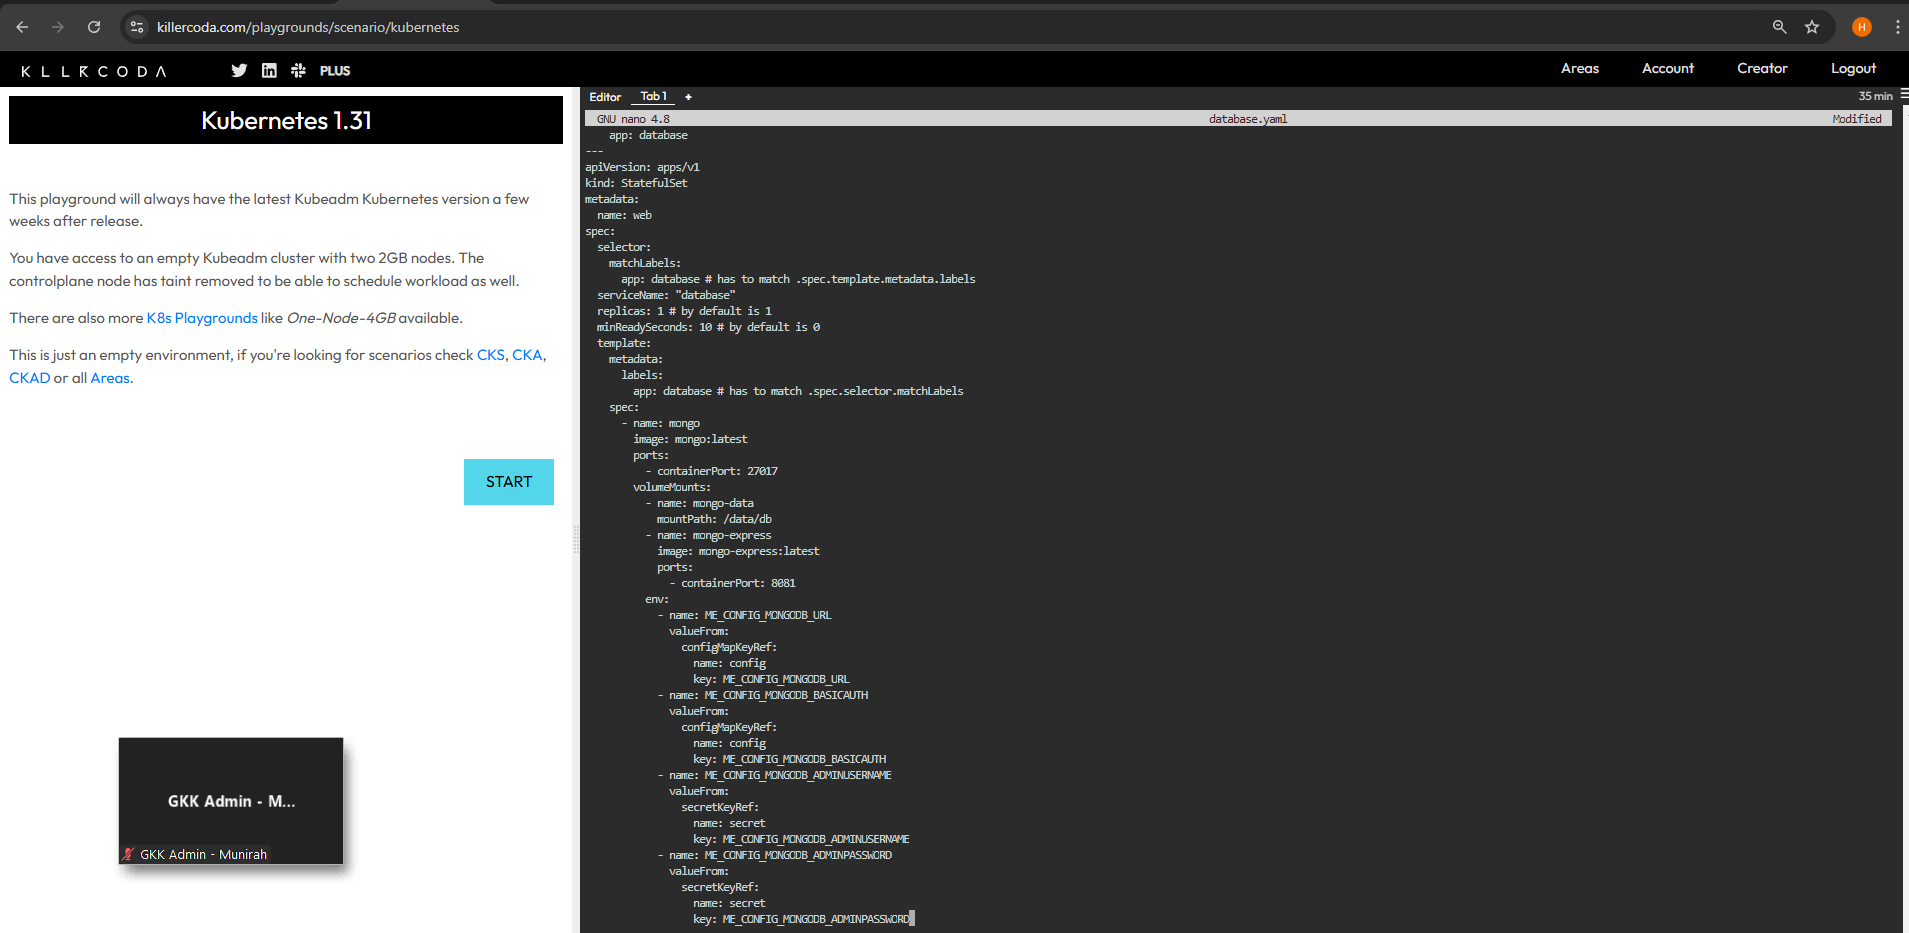 killercoda.com/playgrounds/scenario/kubernetes
H
KLLRCODA
PLUS
Areas
Account
Creator
Logout
Kubernetes 1.31
This playground will always have the latest Kubeadm Kubernetes version a few
weeks after release.
You have access to an empty Kubeadm cluster with two 2GB nodes. The
controlplane node has taint removed to be able to schedule workload as well.
There are also more K8s Playgrounds like One-Node-4GB available.
This is just an empty environment, if you're looking for scenarios check CKS, CKA,
CKAD or all Areas.
START
GKK Admin - M...
GKK Admin - Munirah
Editor Tab 1 +
35 min
GNU nano 4.8 database.yaml Modified
app: database
---
apiVersion: apps/v1
kind: StatefulSet
metadata:
name: web
spec:
selector:
matchLabels:
app: database # has to match .spec.template.metadata.labels
serviceName: "database"
replicas: 1 # by default is 1
minReadySeconds: 10 # by default is 0
template:
metadata:
labels:
app: database # has to match .spec.selector.matchLabels
spec:
- name: mongo
image: mongo:latest
ports:
- containerPort: 27017
volumeMounts:
- name: mongo-data
mountPath: /data/db
- name: mongo-express
image: mongo-express:latest
ports:
- containerPort: 8081
env:
- name: ME_CONFIG_MONGODB_URL
valueFrom:
configMapKeyRef:
name: config
key: ME_CONFIG_MONGODB_URL
- name: ME_CONFIG_MONGODB_BASICAUTH
valueFrom:
configMapKeyRef:
name: config
key: ME_CONFIG_MONGODB_BASICAUTH
- name: ME_CONFIG_MONGODB_ADMINUSERNAME
valueFrom:
secretKeyRef:
name: secret
key: ME_CONFIG_MONGODB_ADMINUSERNAME
- name: ME_CONFIG_MONGODB_ADMINPASSWORD
valueFrom:
secretKeyRef:
name: secret
key: ME_CONFIG_MONGODB_ADMINPASSWORD